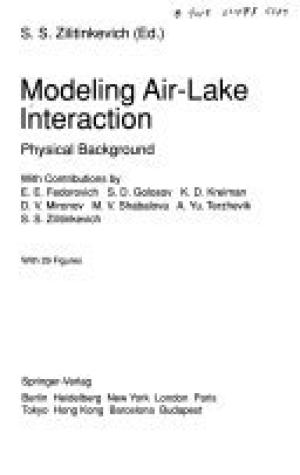 S. S. Zilitinkevich (Ed.)
Modeling Air-Lake
Interaction
Physical Background
With Contributions by
E. E. Fedorovich S. D. Golosov K. D. Kreiman
D. V. Mironov M. V. Shabalova A. Yu. Terzhevik
S. S. Zilitinkevich
With 29 Figures
Springer-Verlag
Berlin Heidelberg New York London Paris
Tokyo Hong Kong Barcelona Budapest